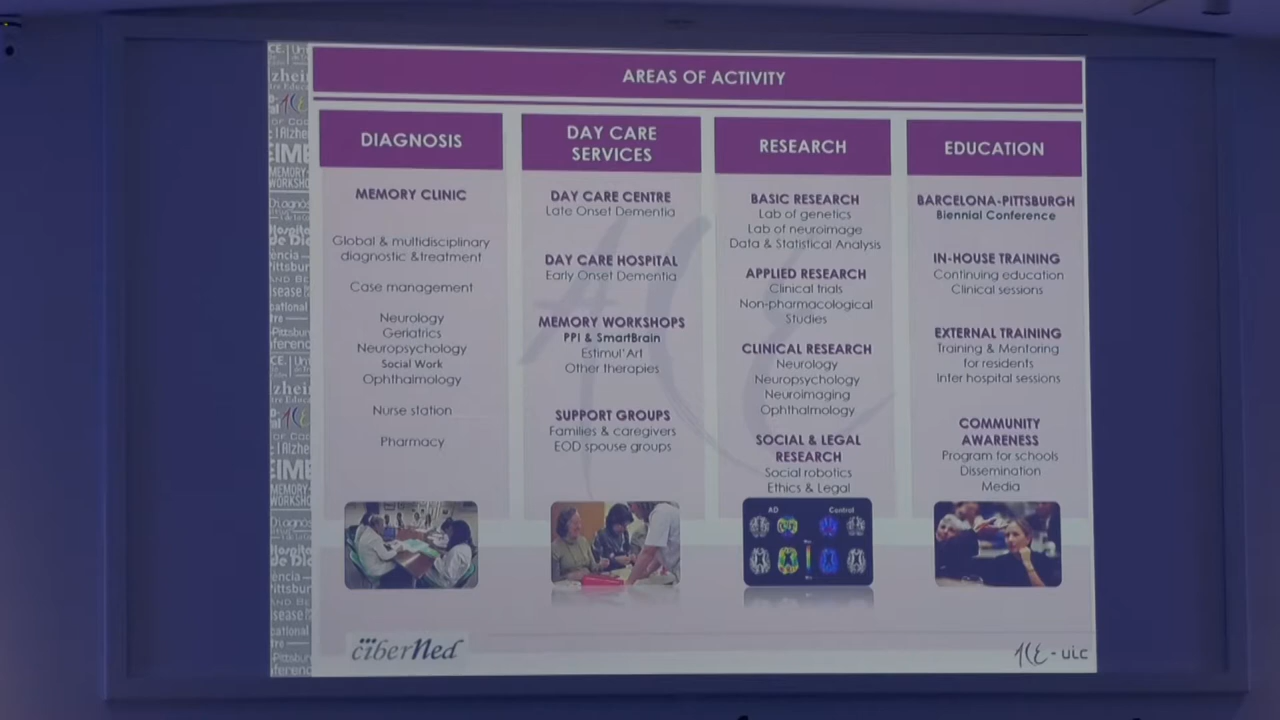 AREAS OF ACTIVITY
DIAGNOSIS
MEMORY CLINIC
Global & multidisciplinary
diagnostic &treatment
Case management
Neurology
Geriatrics
Neuropsychology
Social Work
Ophthalmology
Nurse station
Pharmacy
DAY CARE
SERVICES
DAY CARE CENTRE
Late Onset Dementia
DAY CARE HOSPITAL
Early Onset Dementia
MEMORY WORKSHOPS
PPI & SmartBrain
Estimul'Art
Other therapies
SUPPORT GROUPS
Families & caregivers
EOD spouse groups
RESEARCH
BASIC RESEARCH
Lab of genetics
Lab of neuroimage
Data & Statistical Analysis
APPLIED RESEARCH
Clinical trials
Non-pharmacological
Studies
CLINICAL RESEARCH
Neurology
Neuropsychology
Neuroimaging
Ophthalmology
SOCIAL & LEGAL
RESEARCH
Social robotics
Ethics & Legal
AD Control
EDUCATION
BARCELONA-PITTSBURGH
Biennial Conference
IN-HOUSE TRAINING
Continuing education
Clinical sessions
EXTERNAL TRAINING
Training & Mentoring
for residents
Inter hospital sessions
COMMUNITY
AWARENESS
Program for schools
Dissemination
Media
ciberned
ACE - uic